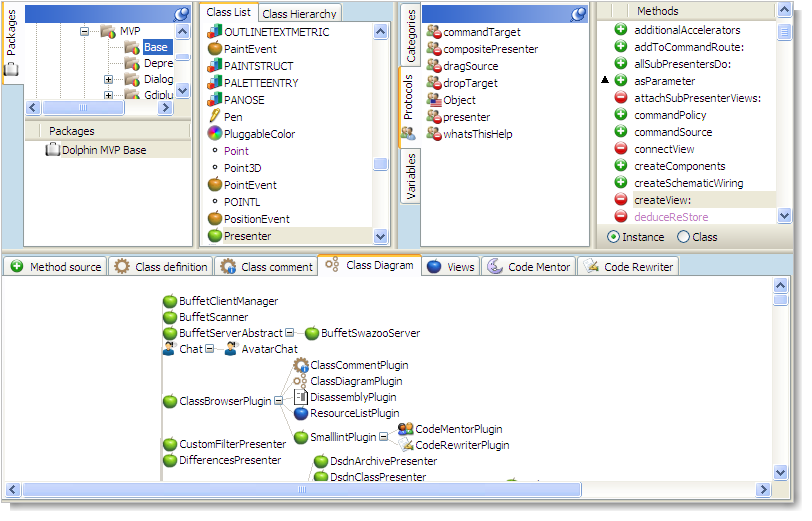 Packages
MVP
Base
Depre
Dialog
Gdiplu
Packages
Dolphin MVP Base
Class List
Class Hierarchy
OUTLINETEXTMETRIC
PaintEvent
PAINTSTRUCT
PALETTEENTRY
PANOSE
Pen
PluggableColor
Point
Point3D
PointEvent
POINTL
PositionEvent
Presenter
Categories
Protocols
Variables
commandTarget
compositePresenter
dragSource
dropTarget
Object
presenter
whatsThisHelp
Methods
additionalAccelerators
addToCommandRoute:
allSubPresentersDo:
asParameter
attachSubPresenterViews:
commandPolicy
commandSource
connectView
createComponents
createSchematicWiring
createView:
deduceReStore
Instance Class
Method source
Class definition
Class comment
Class Diagram
Views
Code Mentor
Code Rewriter
BuffetClientManager
BuffetScanner
BuffetServerAbstract BuffetSwazooServer
Chat AvatarChat
ClassCommentPlugin
ClassDiagramPlugin
ClassBrowserPlugin DisassemblyPlugin
ResourceListPlugin
SmalllintPlugin CodeMentorPlugin
CodeRewriterPlugin
CustomFilterPresenter
DifferencesPresenter
DsdnArchivePresenter
DsdnClassPresenter